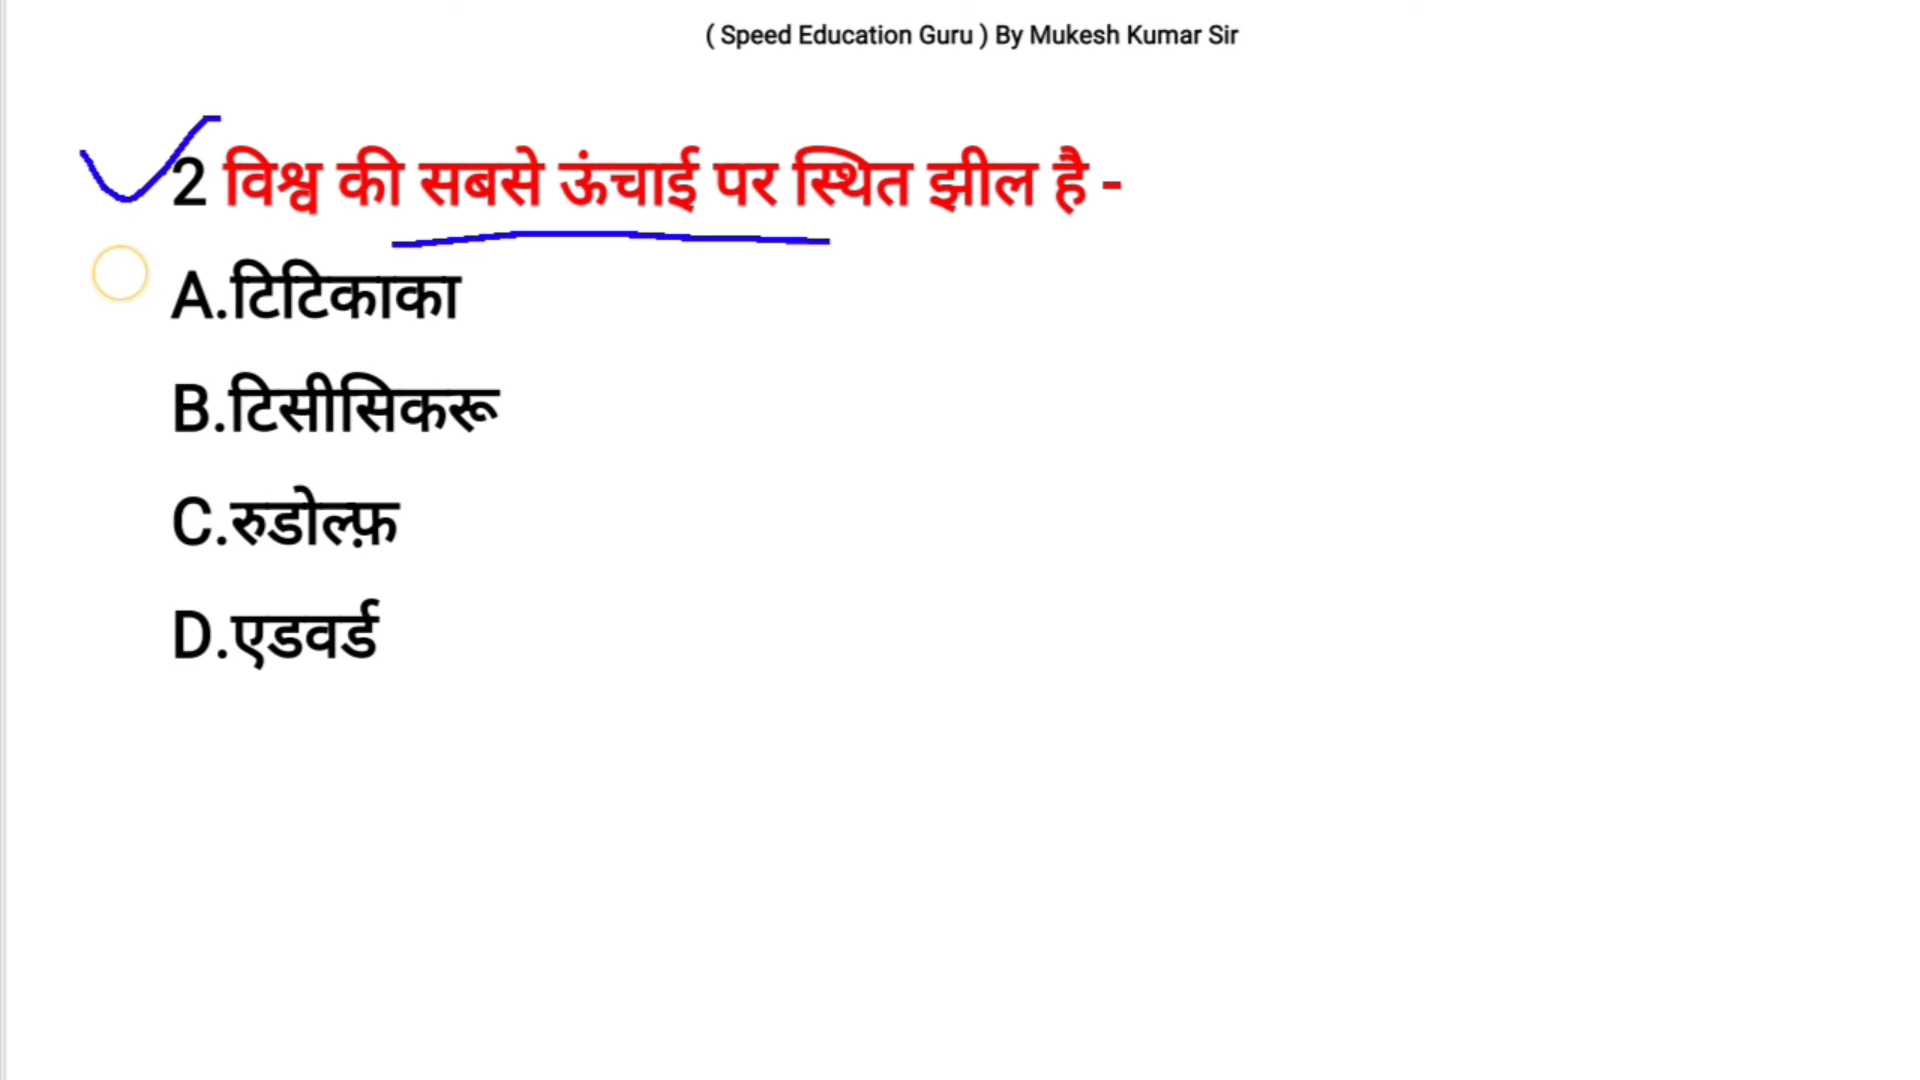 ( Speed Education Guru ) By Mukesh Kumar Sir
2 विश्व की सबसे ऊंचाई पर स्थित झील है -
A.टिटिकाका
B.टिसीसिकरू
C.रुडोल्फ़
D.एडवर्ड